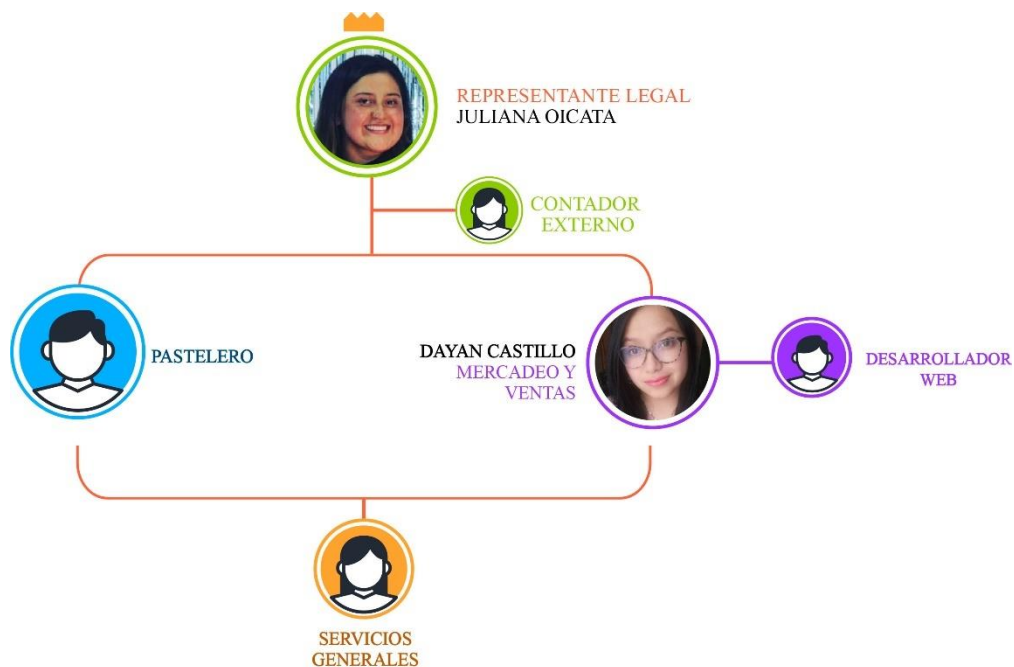 REPRESENTANTE LEGAL
JULIANA OICATA
CONTADOR
EXTERNO
PASTELERO
DAYAN CASTILLO
MERCADEO Y
VENTAS
DESARROLLADOR
WEB
SERVICIOS
GENERALES